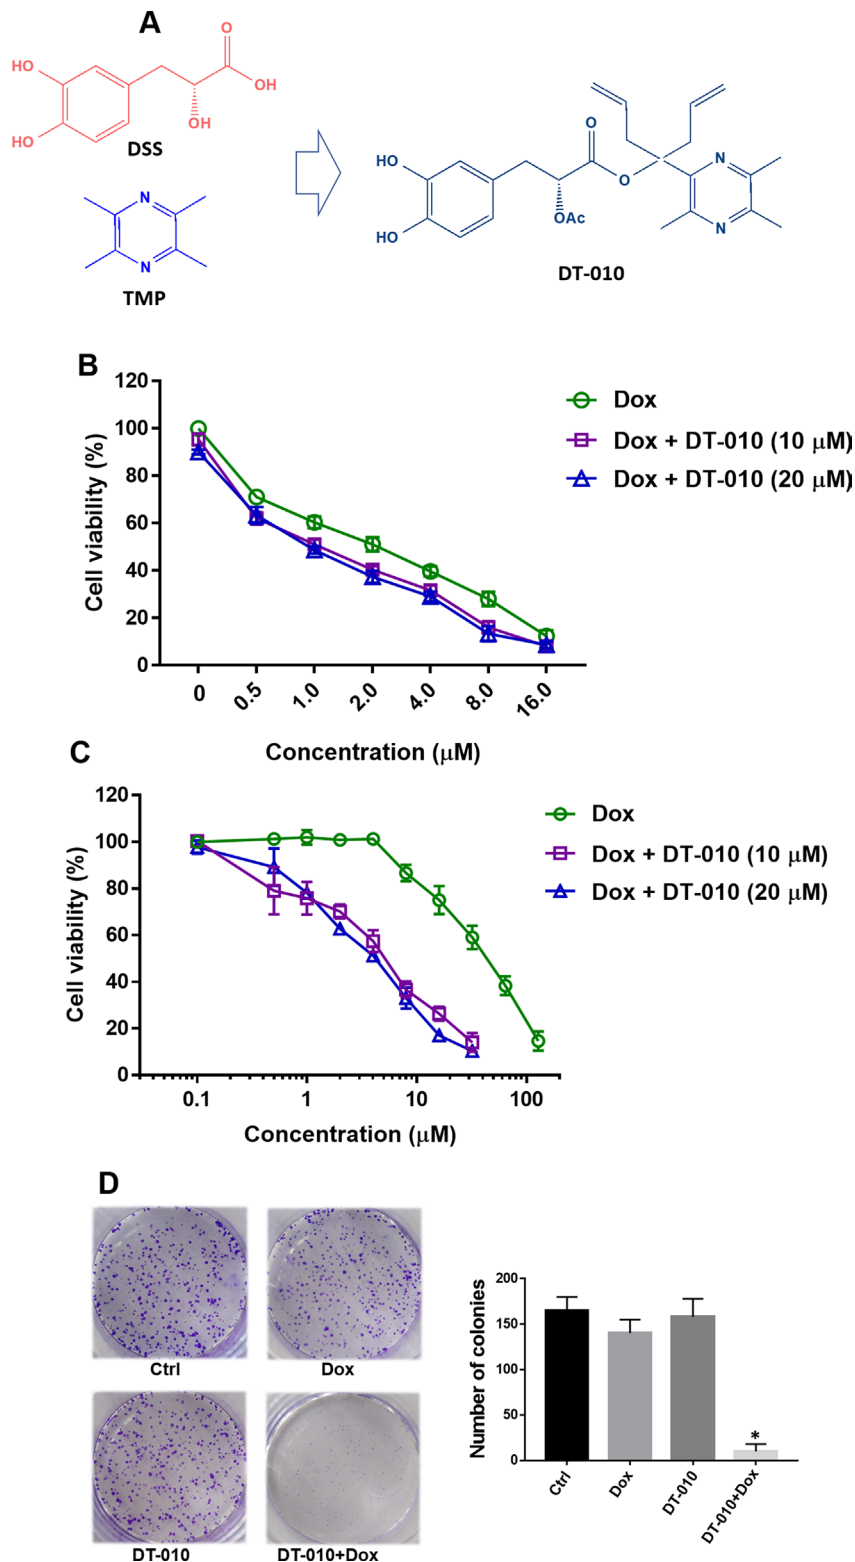 A
HO
HO
O
OH
OH
DSS
N
N
TMP
HO
HO
O
O
OAc
N
N
DT-010
B
Cell viability (%)
120
100
80
60
40
20
0
0
0.5
1.0
2.0
4.0
8.0
16.0
Concentration (μM)
Dox
Dox + DT-010 (10 μM)
Dox + DT-010 (20 μM)
C
Cell viability (%)
120
100
80
60
40
20
0
0.1
1
10
100
Concentration (μM)
Dox
Dox + DT-010 (10 μM)
Dox + DT-010 (20 μM)
D
Ctrl
Dox
DT-010
DT-010+Dox
Number of colonies
200
150
100
50
0
*
Ctrl
Dox
DT-010
DT-010+Dox